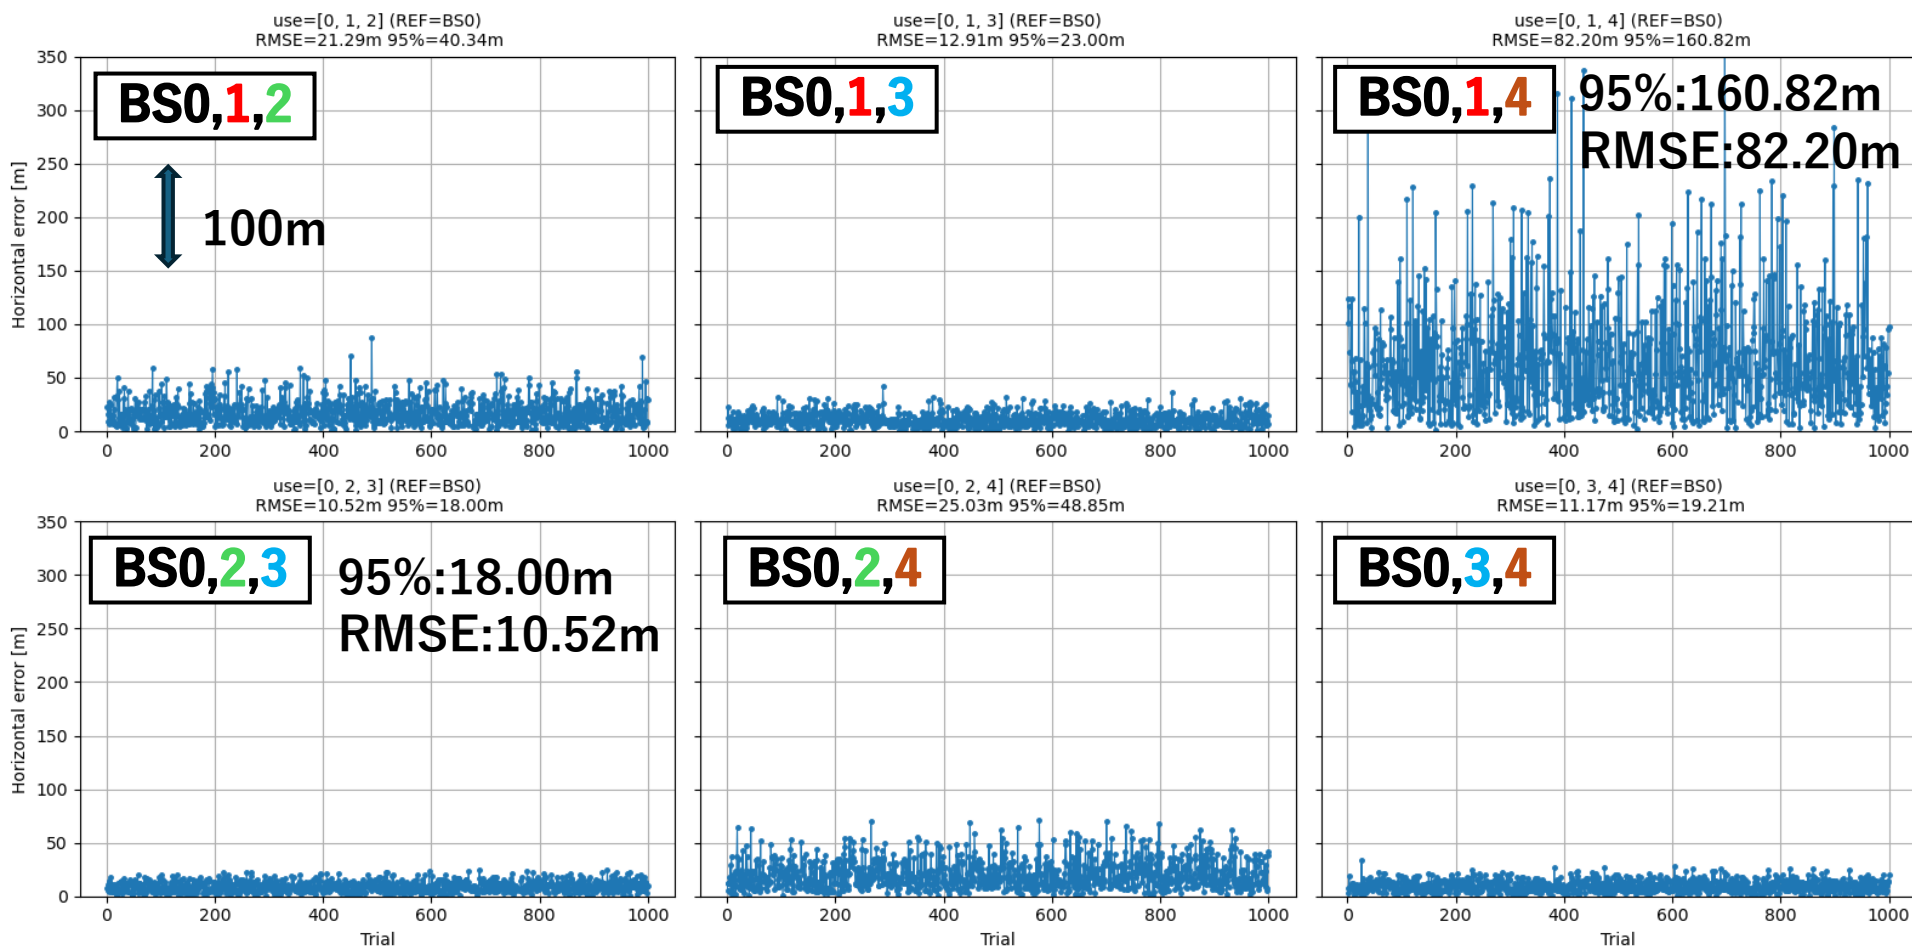 use=[0, 1, 2] (REF=BS0)
RMSE=21.29m 95%=40.34m
BS0,1,2
100m
Horizontal error [m]
350
300
250
200
150
100
50
0
0 200 400 600 800 1000
use=[0, 1, 3] (REF=BS0)
RMSE=12.91m 95%=23.00m
BS0,1,3
0 200 400 600 800 1000
use=[0, 1, 4] (REF=BS0)
RMSE=82.20m 95%=160.82m
BS0,1,4
95%:160.82m
RMSE:82.20m
0 200 400 600 800 1000
use=[0, 2, 3] (REF=BS0)
RMSE=10.52m 95%=18.00m
BS0,2,3
95%:18.00m
RMSE:10.52m
Horizontal error [m]
350
300
250
200
150
100
50
0
0 200 400 600 800 1000
Trial
use=[0, 2, 4] (REF=BS0)
RMSE=25.03m 95%=48.85m
BS0,2,4
0 200 400 600 800 1000
Trial
use=[0, 3, 4] (REF=BS0)
RMSE=11.17m 95%=19.21m
BS0,3,4
0 200 400 600 800 1000
Trial